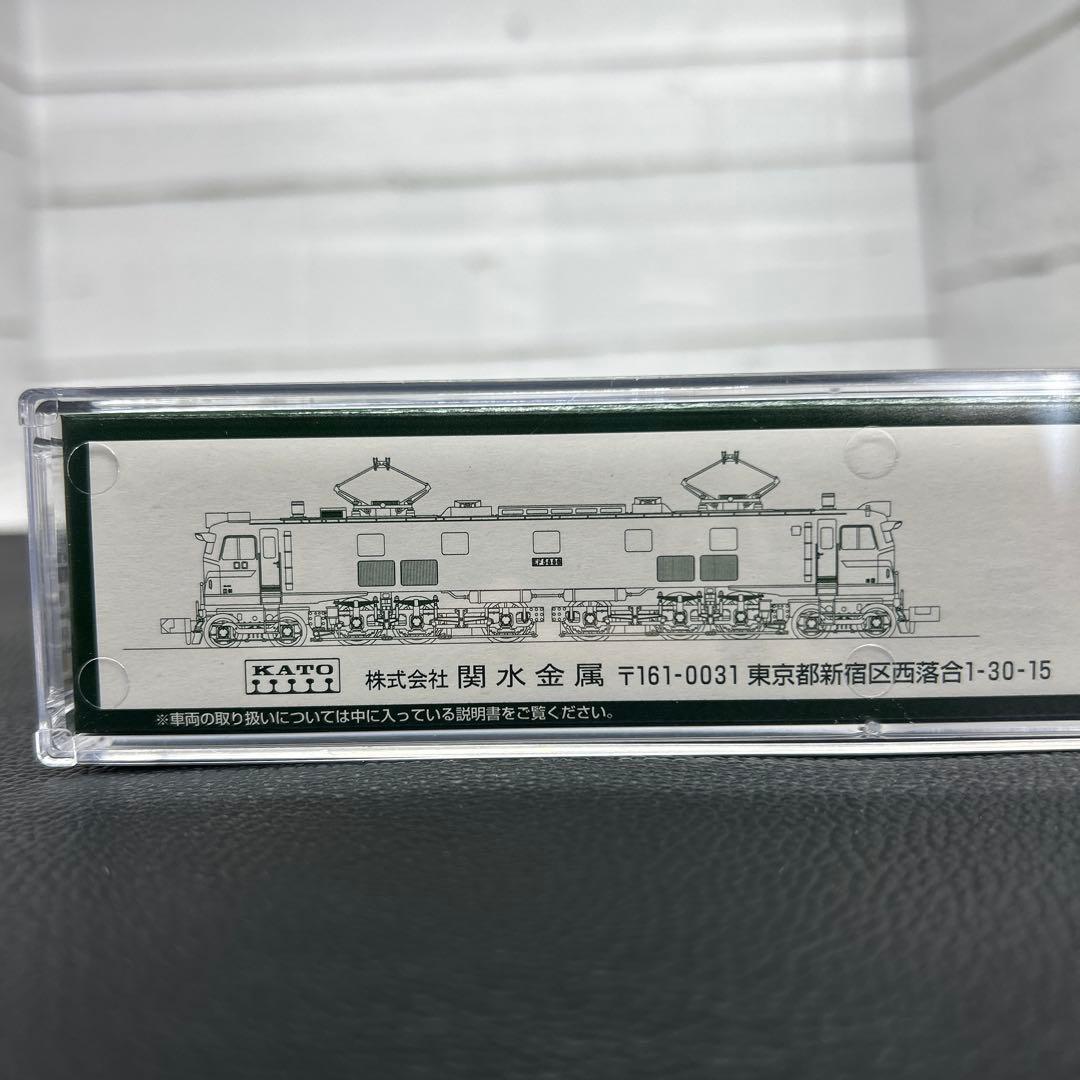 KATO 株式会社 関水金属 〒161-0031 東京都新宿区西落合1-30-15
※車両の取り扱いについては中に入っている説明書をご覧ください。